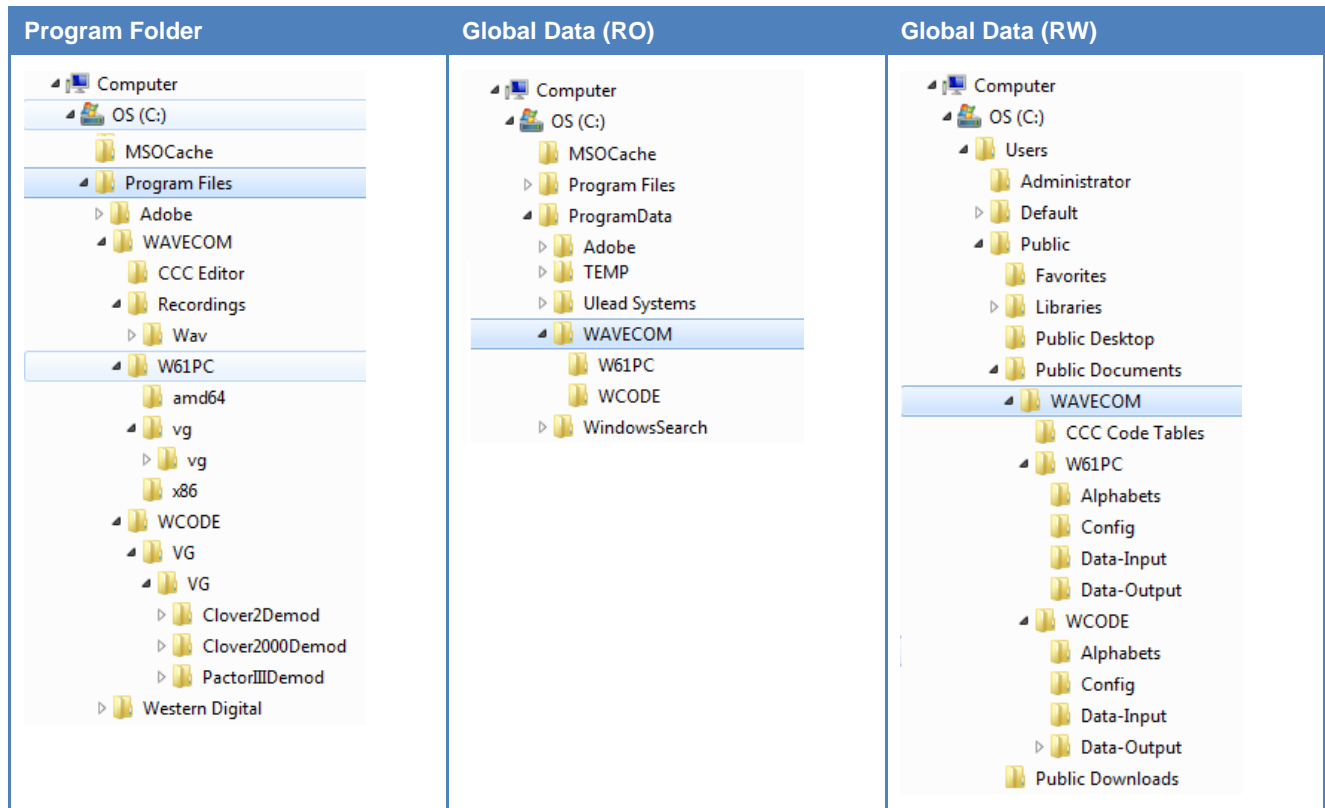 Program Folder
Global Data (RO)
Global Data (RW)
Computer
OS (C:)
MSOCache
Program Files
Adobe
WAVECOM
CCC Editor
Recordings
Wav
W61PC
amd64
vg
vg
x86
WCODE
VG
VG
Clover2Demod
Clover2000Demod
PactorIIIDemod
Western Digital
Computer
OS (C:)
MSOCache
Program Files
ProgramData
Adobe
TEMP
Ulead Systems
WAVECOM
W61PC
WCODE
WindowsSearch
Computer
OS (C:)
Users
Administrator
Default
Public
Favorites
Libraries
Public Desktop
Public Documents
WAVECOM
CCC Code Tables
W61PC
Alphabets
Config
Data-Input
Data-Output
WCODE
Alphabets
Config
Data-Input
Data-Output
Public Downloads